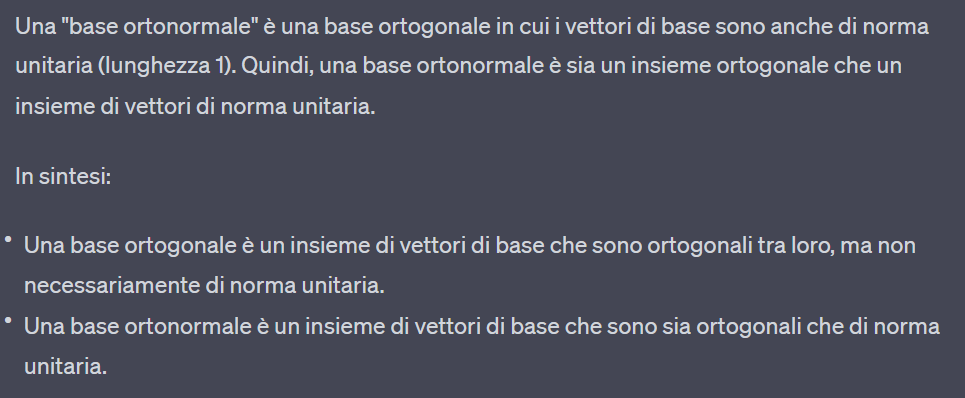 Una "base ortonormale" è una base ortogonale in cui i vettori di base sono anche di norma
unitaria (lunghezza 1). Quindi, una base ortonormale è sia un insieme ortogonale che un
insieme di vettori di norma unitaria.
In sintesi:
• Una base ortogonale è un insieme di vettori di base che sono ortogonali tra loro, ma non
necessariamente di norma unitaria.
• Una base ortonormale è un insieme di vettori di base che sono sia ortogonali che di norma
unitaria.